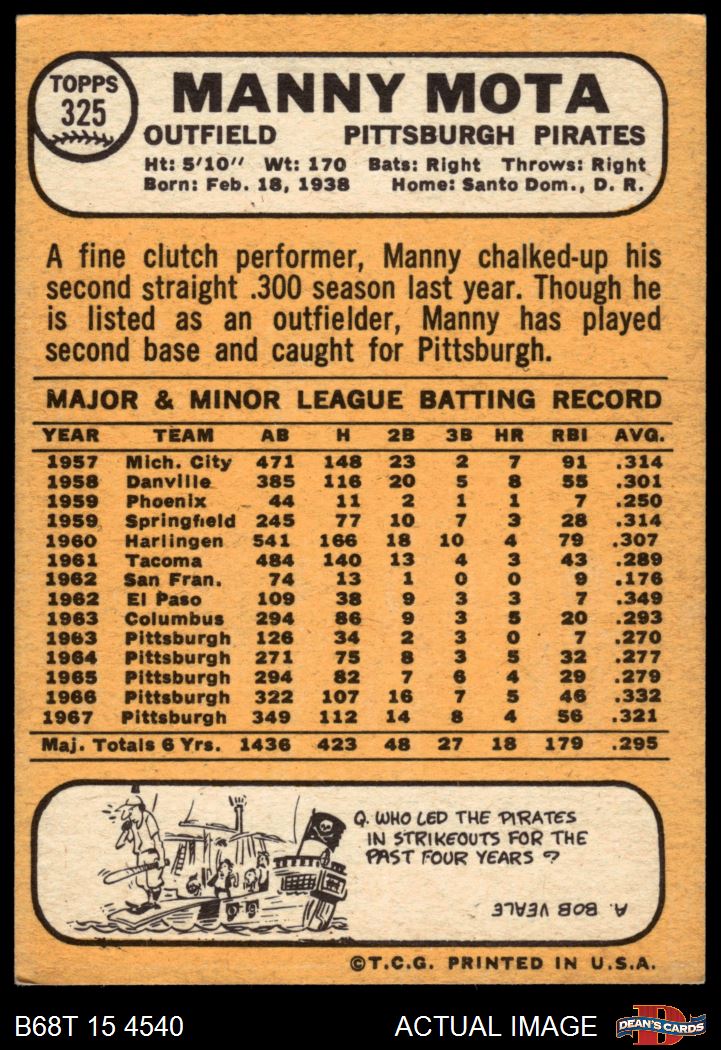 TOPPS
325
MANNY MOTA
OUTFIELD PITTSBURGH PIRATES
Ht: 5'10" Wt: 170 Bats: Right Throws: Right
Born: Feb. 18, 1938 Home: Santo Dom., D. R.
A fine clutch performer, Manny chalked-up his
second straight .300 season last year. Though he
is listed as an outfielder, Manny has played
second base and caught for Pittsburgh.
MAJOR & MINOR LEAGUE BATTING RECORD
YEAR TEAM AB H 2B 3B HR RBI AVG.
1957 Mich. City 471 148 23 2 7 91 .314
1958 Danville 385 116 20 5 8 55 .301
1959 Phoenix 44 11 2 1 1 7 .250
1959 Springfield 245 77 10 7 3 28 .314
1960 Harlingen 541 166 18 10 4 79 .307
1961 Tacoma 484 140 13 4 3 43 .289
1962 San Fran. 74 13 1 0 0 9 .176
1962 El Paso 109 38 9 3 3 7 .349
1963 Columbus 294 86 9 3 5 20 .293
1963 Pittsburgh 126 34 2 3 0 7 .270
1964 Pittsburgh 271 75 8 3 5 32 .277
1965 Pittsburgh 294 82 7 6 4 29 .279
1966 Pittsburgh 322 107 16 7 5 46 .332
1967 Pittsburgh 349 112 14 8 4 56 .321
Maj. Totals 6 Yrs. 1436 423 48 27 18 179 .295
Q. WHO LED THE PIRATES
IN STRIKEOUTS FOR THE
PAST FOUR YEARS ?
A. BOB VEALE
©T.C.G. PRINTED IN U.S.A.
B68T 15 4540 ACTUAL IMAGE
D
DEAN'S CARDS